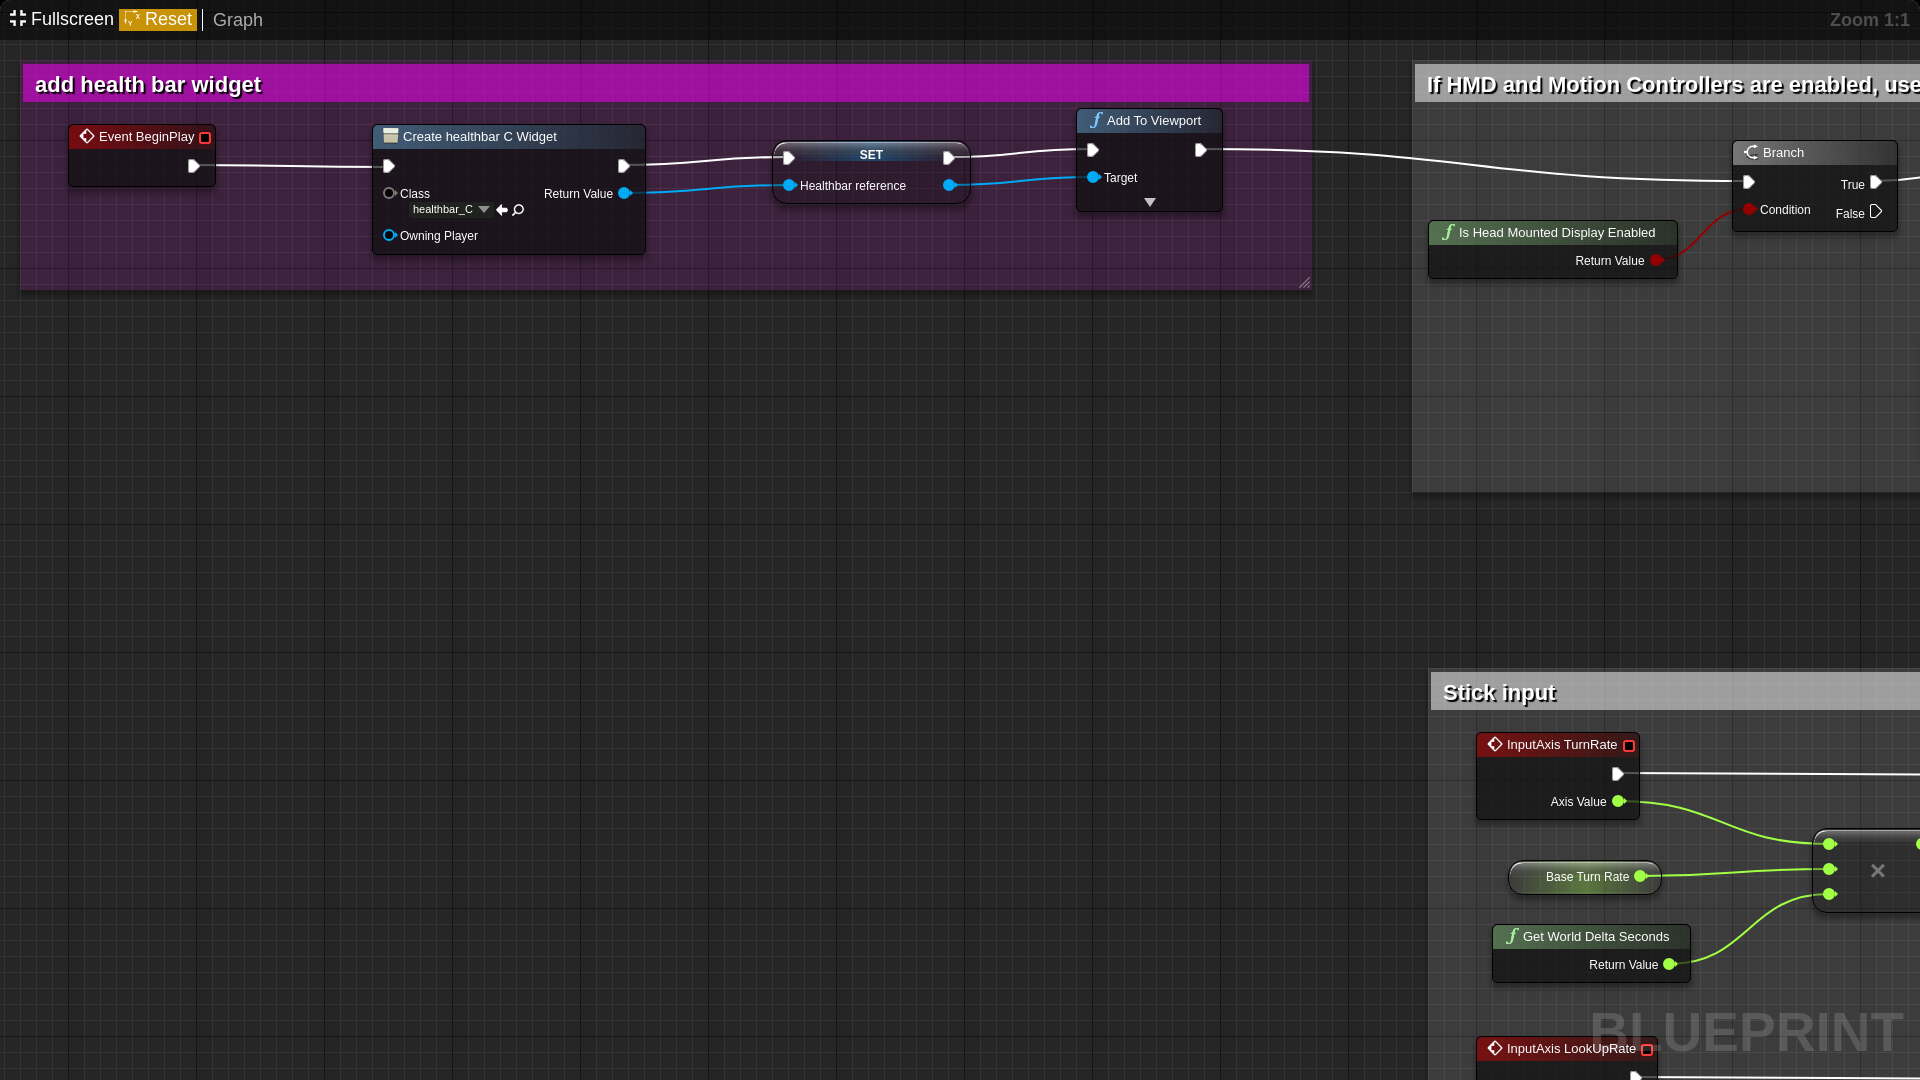 Fullscreen Reset Graph
Zoom 1:1
add health bar widget
Event BeginPlay
Create healthbar C Widget
Class
healthbar_C
Return Value
Owning Player
SET
Healthbar reference
Add To Viewport
Target
If HMD and Motion Controllers are enabled, use
Branch
True
Condition
False
Is Head Mounted Display Enabled
Return Value
Stick input
InputAxis TurnRate
Axis Value
Base Turn Rate
Get World Delta Seconds
Return Value
InputAxis LookUpRate
BLUEPRINT